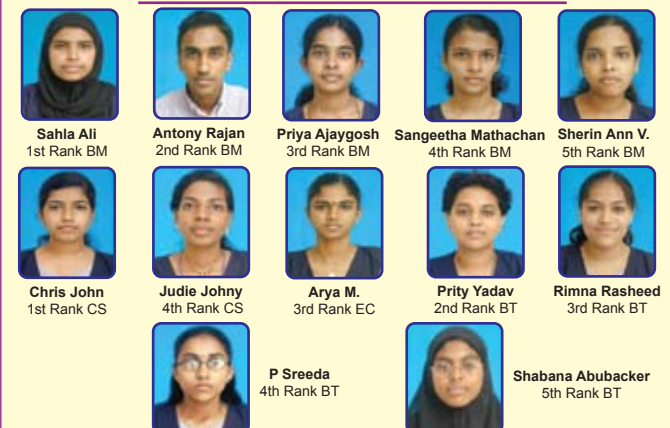 Sahla Ali
1st Rank BM
Antony Rajan
2nd Rank BM
Priya Ajaygosh
3rd Rank BM
Sangeetha Mathachan
4th Rank BM
Sherin Ann V.
5th Rank BM
Chris John
1st Rank CS
Judie Johny
4th Rank CS
Arya M.
3rd Rank EC
Prity Yadav
2nd Rank BT
Rimna Rasheed
3rd Rank BT
P Sreeda
4th Rank BT
Shabana Abubacker
5th Rank BT